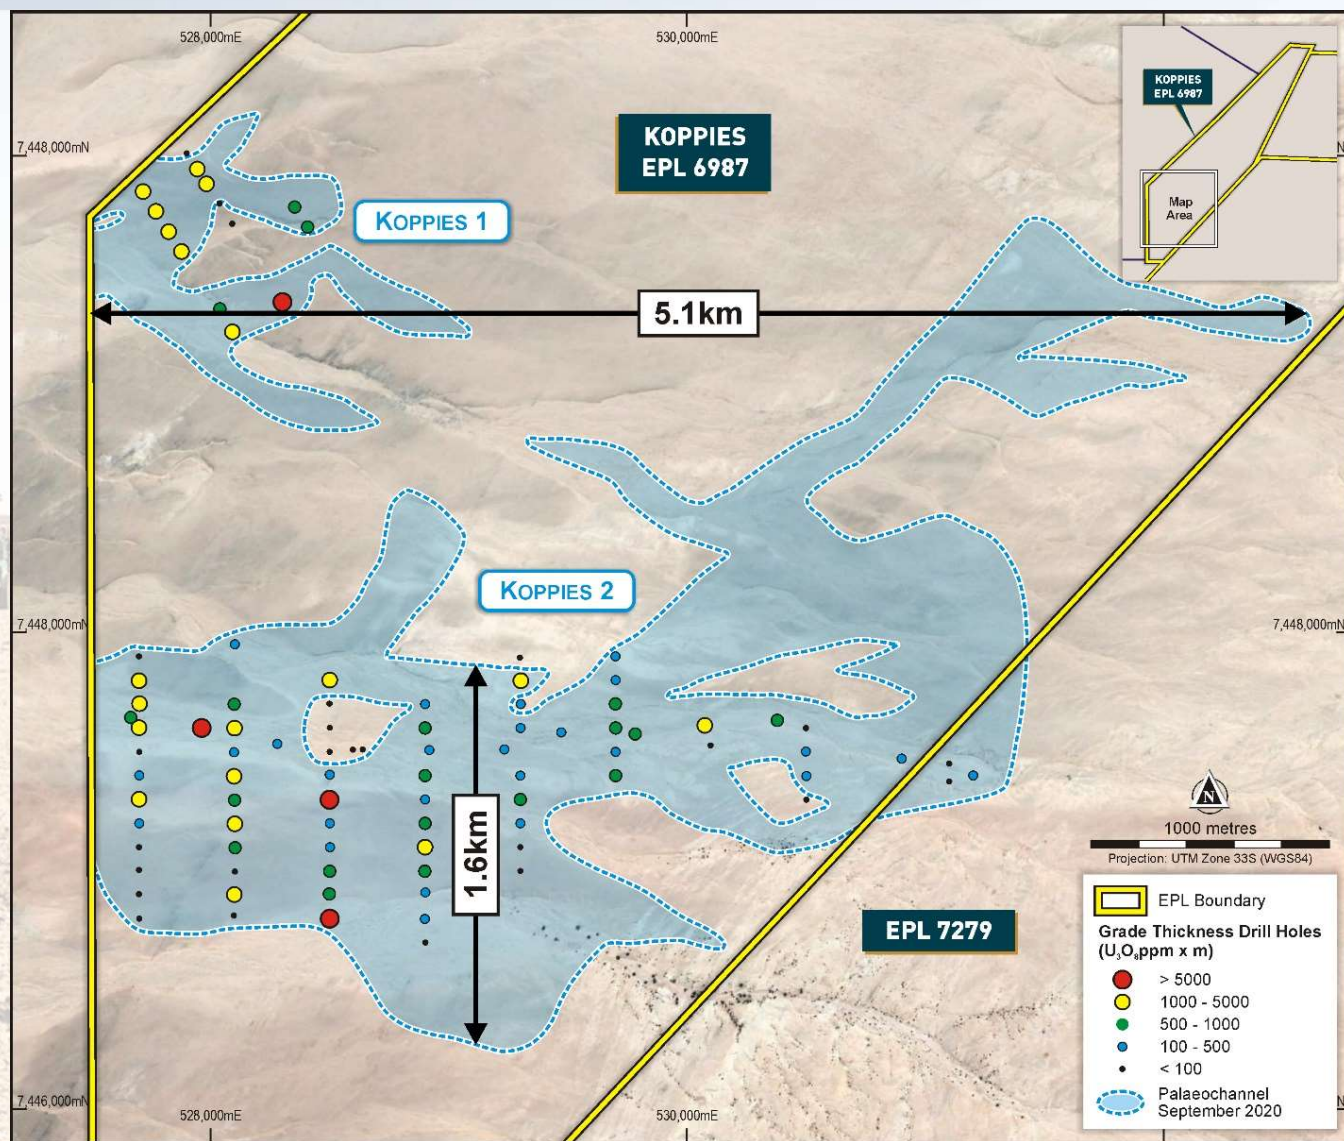 528,000mE
530,000mE
7,448,000mN
N
KOPPIES
EPL 6987
KOPPIES
EPL 6987
Map
Area
KOPPIES 1
5.1km
KOPPIES 2
7,448,000mN
7,448,000mN
1.6km
N
1000 metres
Projection: UTM Zone 33S (WGS84)
EPL 7279
EPL Boundary
Grade Thickness Drill Holes
(U₃O₈ppm x m)
> 5000
1000 - 5000
500 - 1000
100 - 500
< 100
Palaeochannel
September 2020
7,446,000mN
N
528,000mE
530,000mE